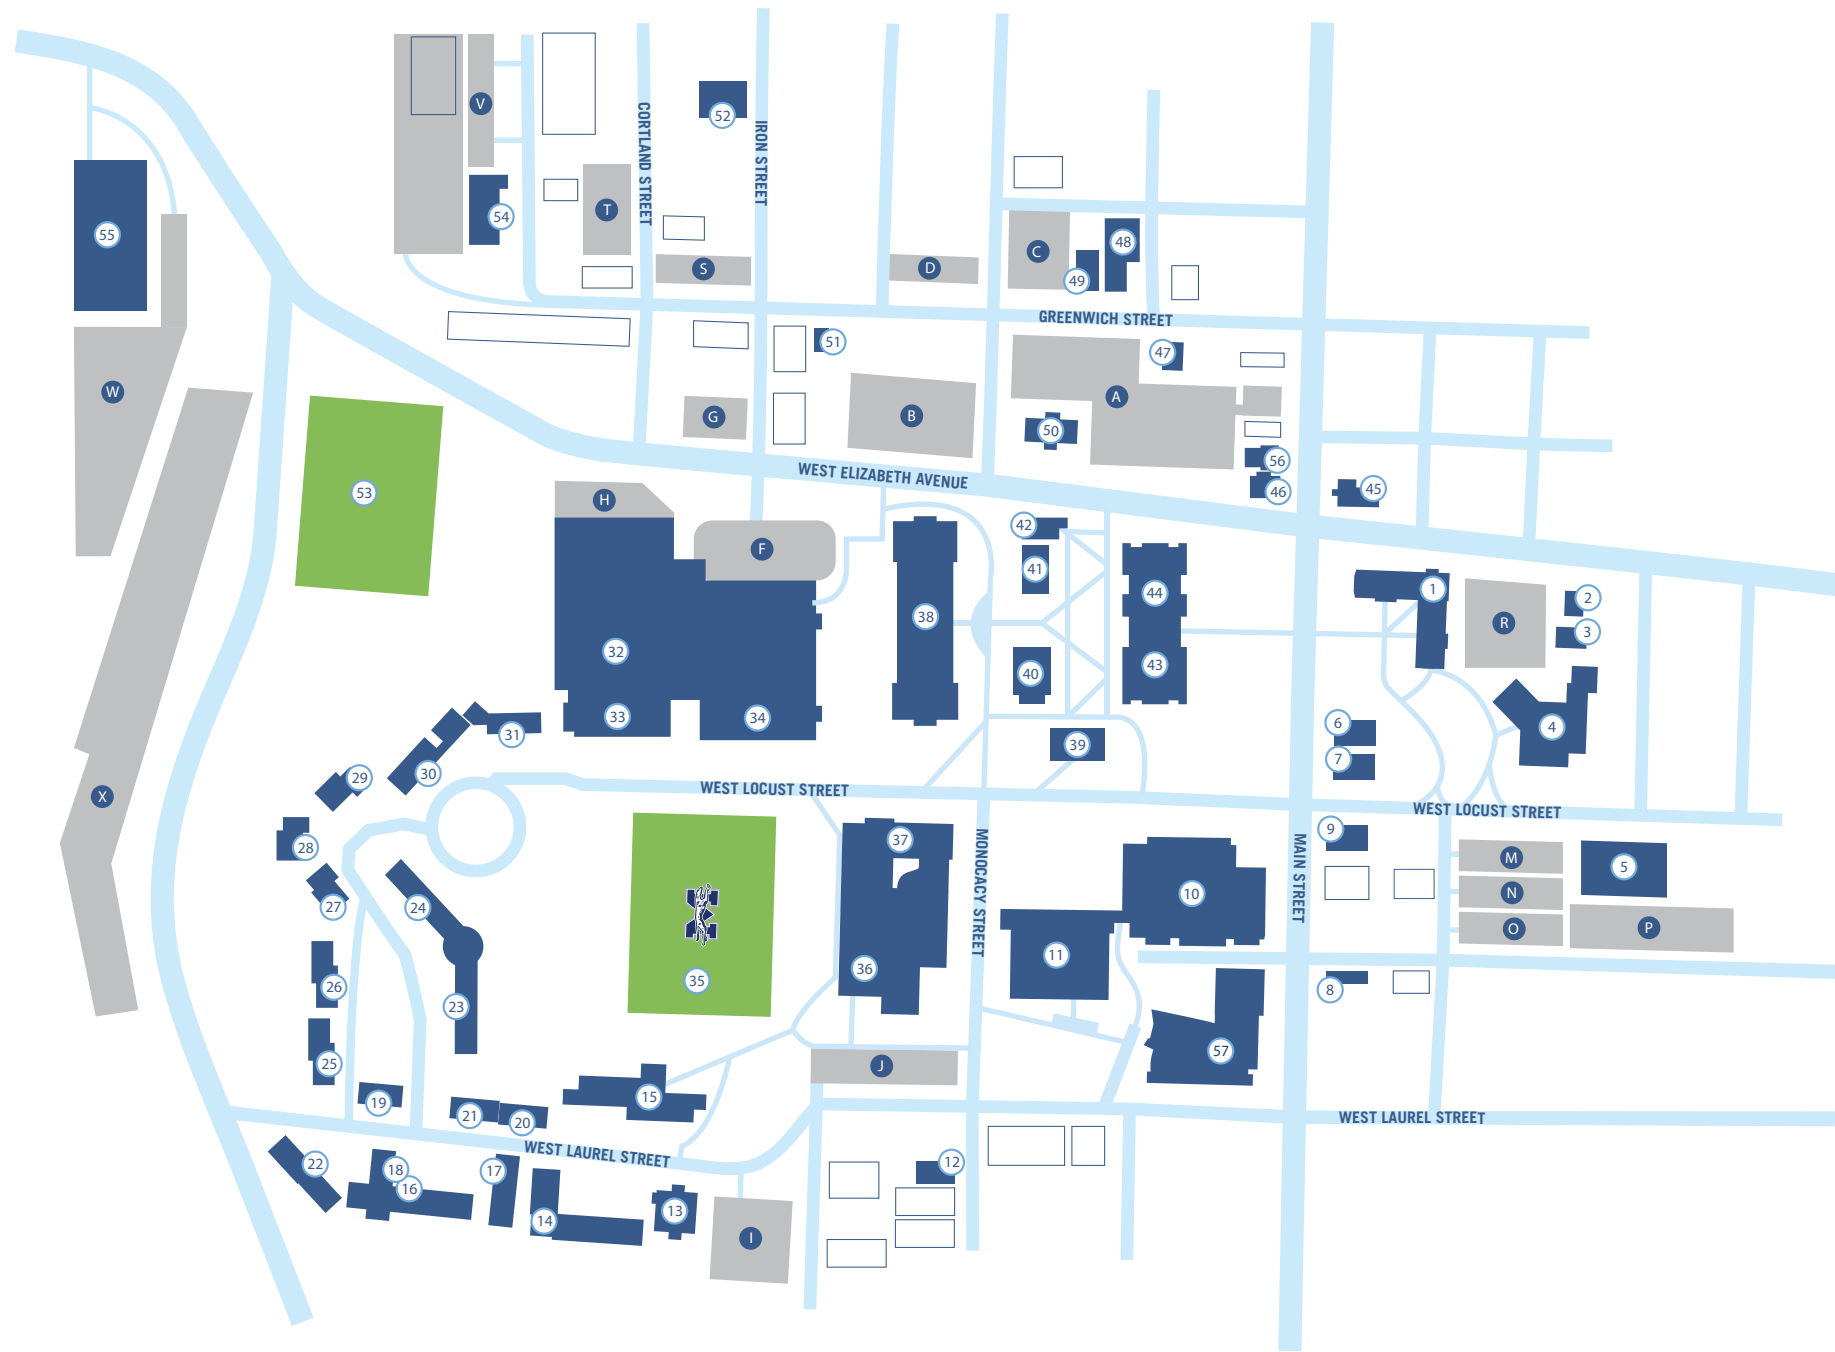 V
52
CORTLAND STREET
IRON STREET
54
T
55
S
D
C
48
49
GREENWICH STREET
51
47
W
G
B
A
50
56
46
45
WEST ELIZABETH AVENUE
53
H
F
42
41
44
1
2
R
3
38
32
40
43
33
34
31
39
6
7
4
30
29
X
WEST LOCUST STREET
WEST LOCUST STREET
28
37
MONOCACY STREET
MAIN STREET
9
M
5
N
O
P
27
24
10
11
36
35
26
23
8
25
57
J
15
19
21
20
WEST LAUREL STREET
WEST LAUREL STREET
22
18
16
17
14
13
12
I